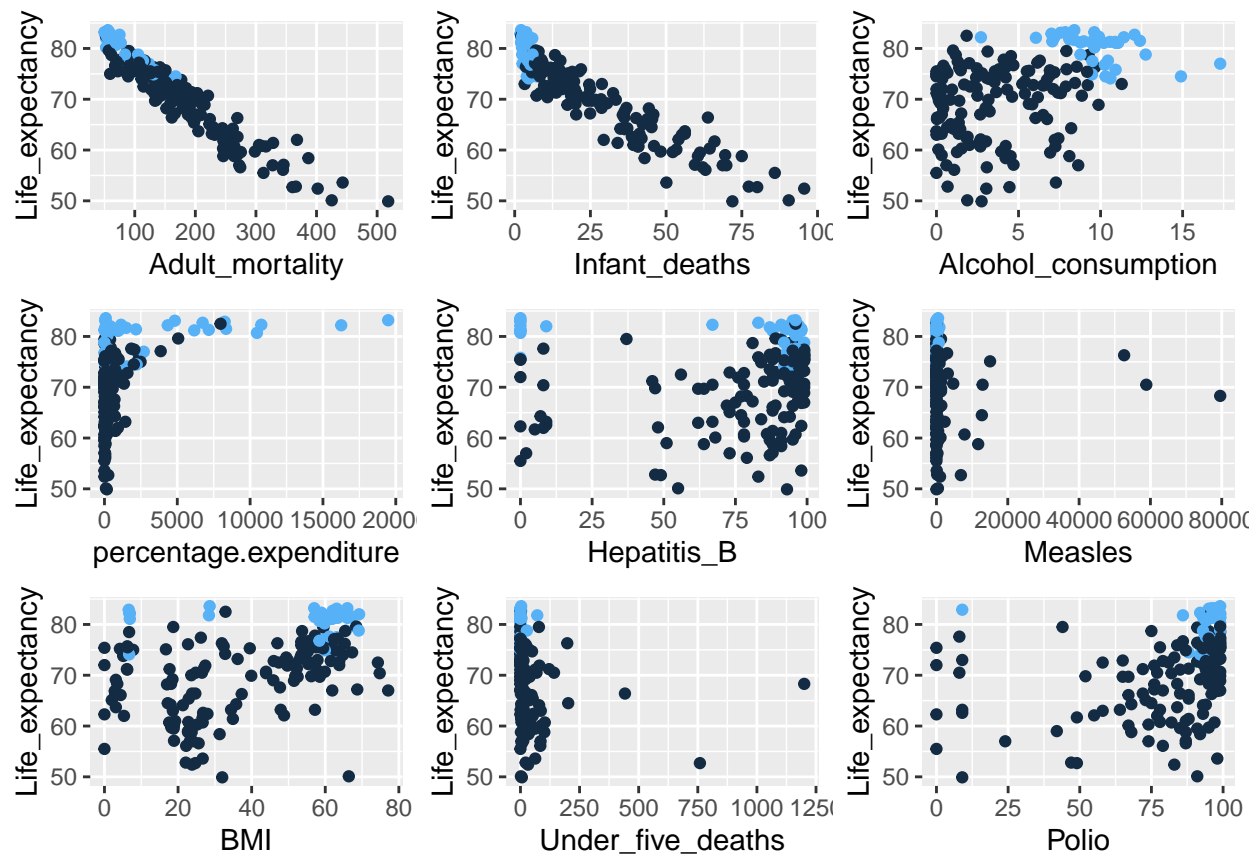 Life_expectancy
80
70
60
50
100 200 300 400 500
Adult_mortality
Life_expectancy
80
70
60
50
0 25 50 75 100
Infant_deaths
Life_expectancy
80
70
60
50
0 5 10 15
Alcohol_consumption
Life_expectancy
80
70
60
50
0 5000 10000 15000 20000
percentage.expenditure
Life_expectancy
80
70
60
50
0 25 50 75 100
Hepatitis_B
Life_expectancy
80
70
60
50
0 20000 40000 60000 80000
Measles
Life_expectancy
80
70
60
50
0 20 40 60 80
BMI
Life_expectancy
80
70
60
50
0 250 500 750 1000 1250
Under_five_deaths
Life_expectancy
80
70
60
50
0 25 50 75 100
Polio